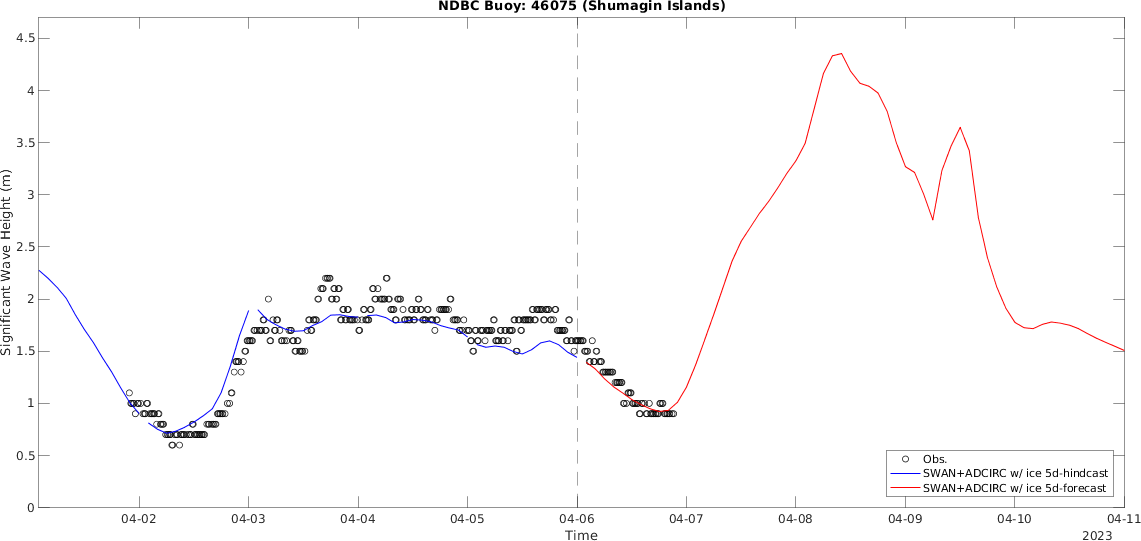 NDBC Buoy: 46075 (Shumagin Islands)
4.5
4
3.5
3
2.5
2
1.5
1
0.5
0
Significant Wave Height (m)
Obs.
SWAN+ADCIRC w/ ice 5d-hindcast
SWAN+ADCIRC w/ ice 5d-forecast
04-02 04-03 04-04 04-05 04-06 04-07 04-08 04-09 04-10 04-11
Time
2023